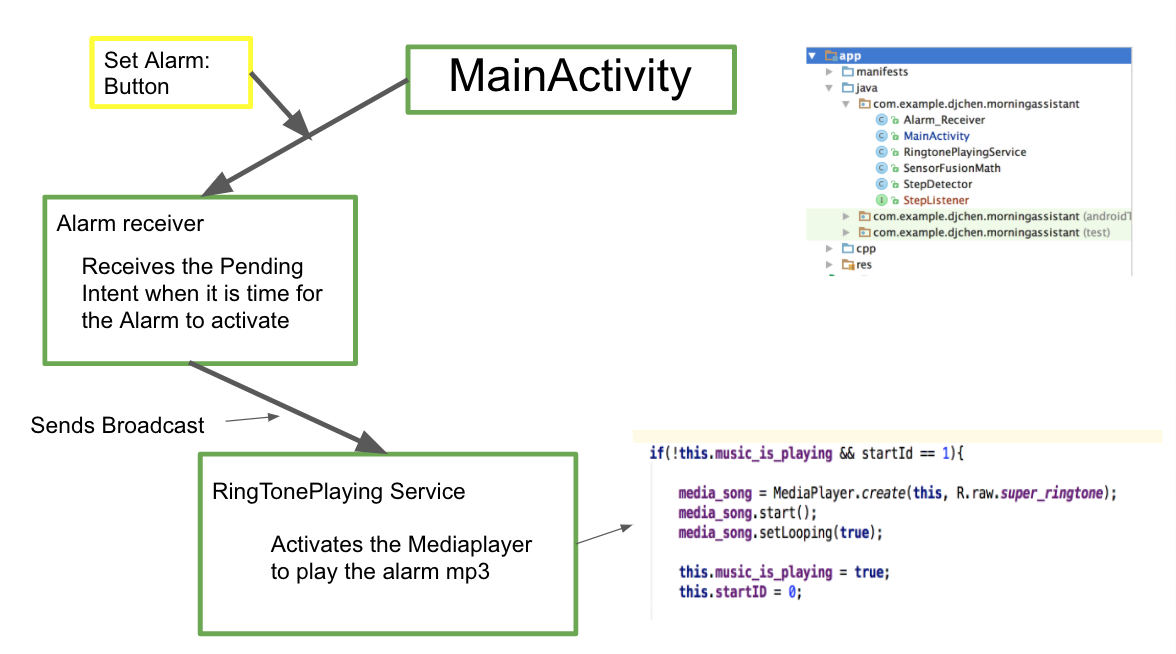 Set Alarm:
Button
MainActivity
app
manifests
java
com.example.djchen.morningassistant
Alarm_Receiver
MainActivity
RingtonePlayingService
SensorFusionMath
StepDetector
StepListener
com.example.djchen.morningassistant (androidT
com.example.djchen.morningassistant (test)
cpp
res
Alarm receiver
Receives the Pending
Intent when it is time for
the Alarm to activate
Sends Broadcast
RingTonePlaying Service
Activates the Mediaplayer
to play the alarm mp3
if(!this.music_is_playing && startId == 1){
media_song = MediaPlayer.create(this, R.raw.super_ringtone);
media_song.start();
media_song.setLooping(true);
this.music_is_playing = true;
this.startID = 0;